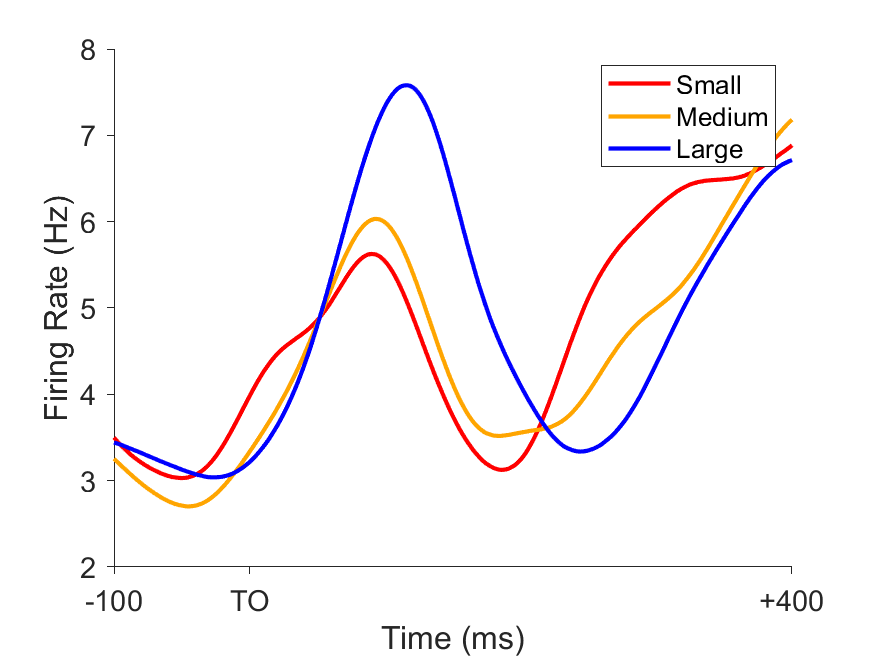 8
7
6
5
4
3
2
Firing Rate (Hz)
Small
Medium
Large
-100
TO
+400
Time (ms)